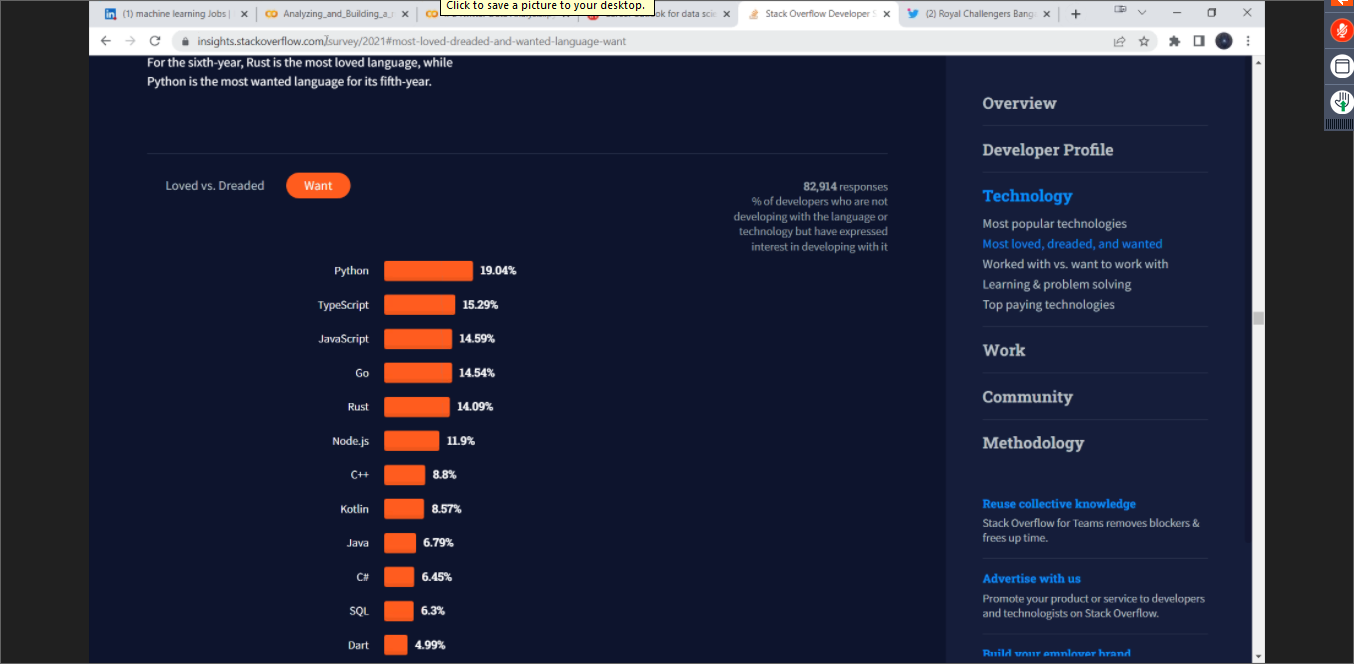 Click to save a picture to your desktop.
(1) machine learning Jobs |
Analyzing_and_Building_a_
for data scie
Stack Overflow Developer S
(2) Royal Challengers Bang
insights.stackoverflow.com/survey/2021#most-loved-dreaded-and-wanted-language-want
For the sixth-year, Rust is the most loved language, while
Python is the most wanted language for its fifth-year.
Loved vs. Dreaded
Want
82,914 responses
% of developers who are not
developing with the language or
technology but have expressed
interest in developing with it
Python 19.04%
TypeScript 15.29%
JavaScript 14.59%
Go 14.54%
Rust 14.09%
Node.js 11.9%
C++ 8.8%
Kotlin 8.57%
Java 6.79%
C# 6.45%
SQL 6.3%
Dart 4.99%
Overview
Developer Profile
Technology
Most popular technologies
Most loved, dreaded, and wanted
Worked with vs. want to work with
Learning & problem solving
Top paying technologies
Work
Community
Methodology
Reuse collective knowledge
Stack Overflow for Teams removes blockers &
frees up time.
Advertise with us
Promote your product or service to developers
and technologists on Stack Overflow.
Build your employer brand